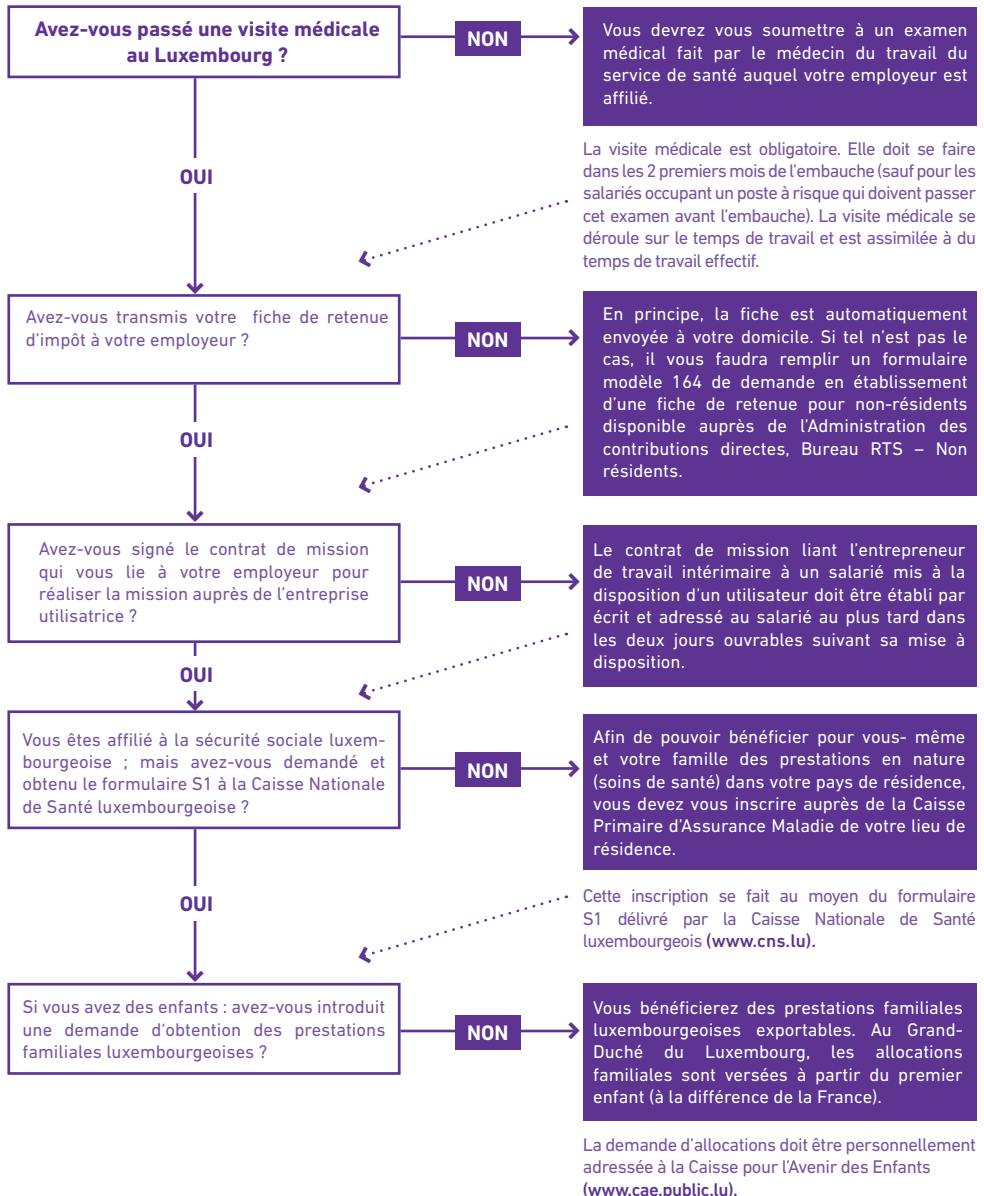 Avez-vous passé une visite médicale
au Luxembourg ?
NON
Vous devrez vous soumettre à un examen
médical fait par le médecin du travail du
service de santé auquel votre employeur est
affilié.
La visite médicale est obligatoire. Elle doit se faire
dans les 2 premiers mois de l'embauche (sauf pour les
salariés occupant un poste à risque qui doivent passer
cet examen avant l'embauche). La visite médicale se
déroule sur le temps de travail et est assimilée à du
temps de travail effectif.
OUI
Avez-vous transmis votre fiche de retenue
d'impôt à votre employeur ?
NON
En principe, la fiche est automatiquement
envoyée à votre domicile. Si tel n'est pas le
cas, il vous faudra remplir un formulaire
modèle 164 de demande en établissement
d'une fiche de retenue pour non-résidents
disponible auprès de l'Administration des
contributions directes, Bureau RTS – Non
résidents.
OUI
Avez-vous signé le contrat de mission
qui vous lie à votre employeur pour
réaliser la mission auprès de l'entreprise
utilisatrice ?
NON
Le contrat de mission liant l'entrepreneur
de travail intérimaire à un salarié mis à la
disposition d'un utilisateur doit être établi par
écrit et adressé au salarié au plus tard dans
les deux jours ouvrables suivant sa mise à
disposition.
OUI
Vous êtes affilié à la sécurité sociale luxem-
bourgeoise ; mais avez-vous demandé et
obtenu le formulaire S1 à la Caisse Nationale
de Santé luxembourgeoise ?
NON
Afin de pouvoir bénéficier pour vous- même
et votre famille des prestations en nature
(soins de santé) dans votre pays de résidence,
vous devez vous inscrire auprès de la Caisse
Primaire d'Assurance Maladie de votre lieu de
résidence.
Cette inscription se fait au moyen du formulaire
S1 délivré par la Caisse Nationale de Santé
luxembourgeois (www.cns.lu).
OUI
Si vous avez des enfants : avez-vous introduit
une demande d'obtention des prestations
familiales luxembourgeoises ?
NON
Vous bénéficierez des prestations familiales
luxembourgeoises exportables. Au Grand-
Duché du Luxembourg, les allocations
familiales sont versées à partir du premier
enfant (à la différence de la France).
La demande d'allocations doit être personnellement
adressée à la Caisse pour l'Avenir des Enfants
(www.cae.public.lu).